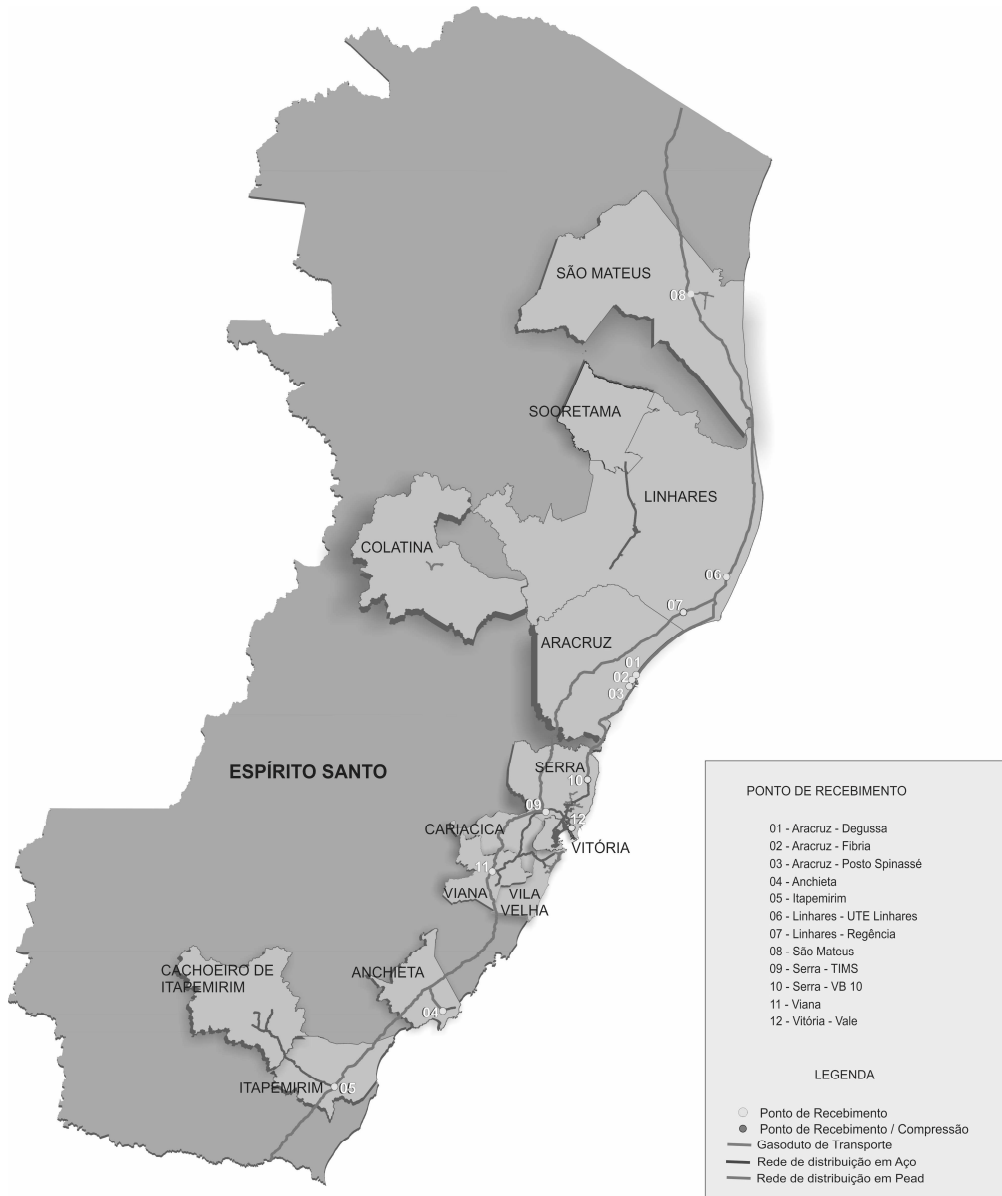 SÃO MATEUS
08
SOORETAMA
LINHARES
COLATINA
06
07
ARACRUZ
01
02
03
SERRA
ESPÍRITO SANTO
10
09
12
CARIACICA
VITÓRIA
11
VIANA
VILA
VELHA
CACHOEIRO DE
ITAPEMIRIM
ANCHIETA
04
ITAPEMIRIM
05
PONTO DE RECEBIMENTO
01 - Aracruz - Degussa
02 - Aracruz - Fibria
03 - Aracruz - Posto Spinassé
04 - Anchieta
05 - Itapemirim
06 - Linhares - UTE Linhares
07 - Linhares - Regência
08 - São Mateus
09 - Serra - TIMS
10 - Serra - VB 10
11 - Viana
12 - Vitória - Vale
LEGENDA
Ponto de Recebimento
Ponto de Recebimento / Compressão
Gasoduto de Transporte
Rede de distribuição em Aço
Rede de distribuição em Pead